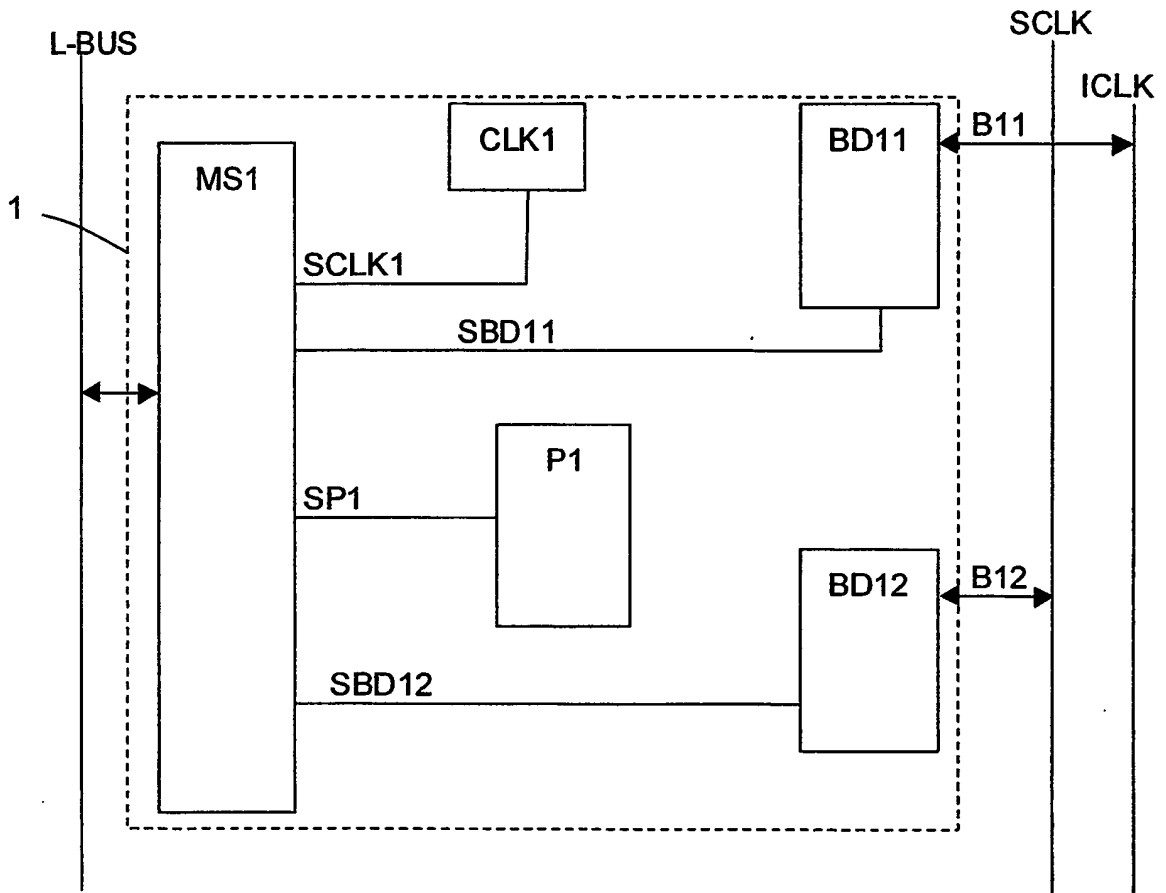 SCLK
L-BUS
ICLK
CLK1
BD11
B11
MS1
1
SCLK1
SBD11
P1
SP1
BD12
B12
SBD12